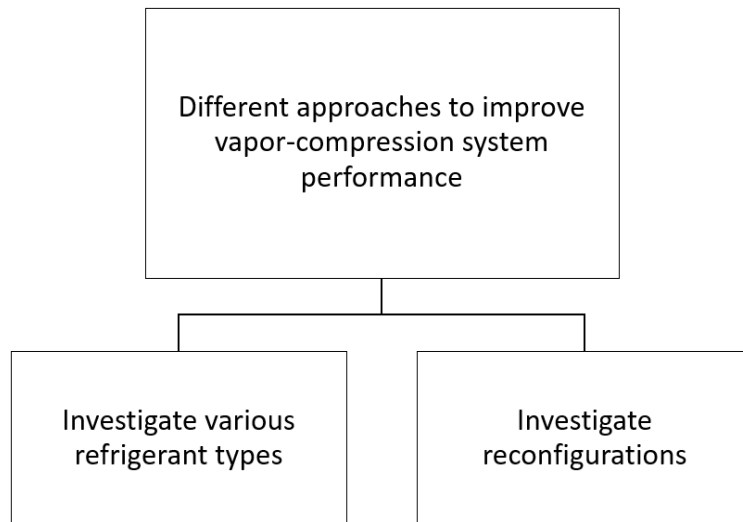 Different approaches to improve
vapor-compression system
performance
Investigate various
refrigerant types
Investigate
reconfigurations